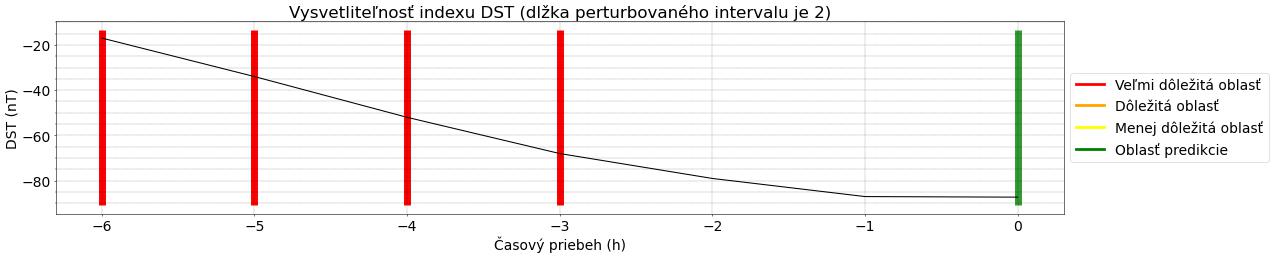 Vysvetliteľnosť indexu DST (dlžka perturbovaného intervalu je 2)
DST (nT)
−20
−40
−60
−80
−6
−5
−4
−3
−2
−1
0
Časový priebeh (h)
Veľmi dôležitá oblasť
Dôležitá oblasť
Menej dôležitá oblasť
Oblasť predikcie